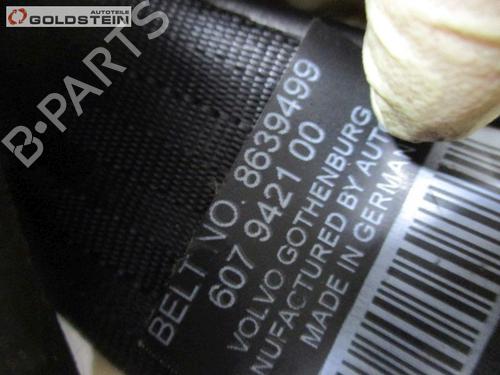 AUTOTEILE
GOLDSTEIN
B-PARTS
BELT NO. 8639499
607 9421 00
VOLVO GOTHENBURG
NUFACTURED BY AUT
MADE IN GERMAN